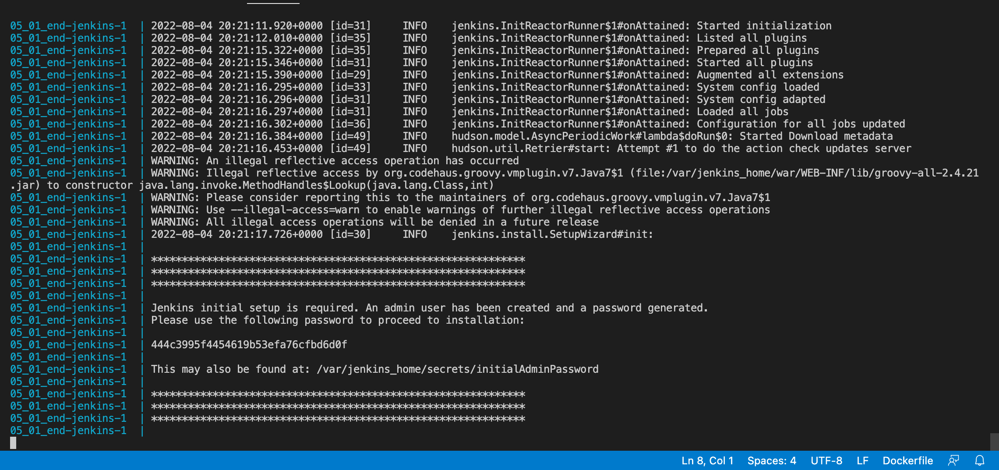 05_01_end-jenkins-1  | 2022-08-04 20:21:11.920+0000 [id=31]     INFO    jenkins.InitReactorRunner$1#onAttained: Started initialization
05_01_end-jenkins-1  | 2022-08-04 20:21:12.010+0000 [id=35]     INFO    jenkins.InitReactorRunner$1#onAttained: Listed all plugins
05_01_end-jenkins-1  | 2022-08-04 20:21:15.322+0000 [id=35]     INFO    jenkins.InitReactorRunner$1#onAttained: Prepared all plugins
05_01_end-jenkins-1  | 2022-08-04 20:21:15.346+0000 [id=31]     INFO    jenkins.InitReactorRunner$1#onAttained: Started all plugins
05_01_end-jenkins-1  | 2022-08-04 20:21:15.390+0000 [id=29]     INFO    jenkins.InitReactorRunner$1#onAttained: Augmented all extensions
05_01_end-jenkins-1  | 2022-08-04 20:21:16.295+0000 [id=33]     INFO    jenkins.InitReactorRunner$1#onAttained: System config loaded
05_01_end-jenkins-1  | 2022-08-04 20:21:16.296+0000 [id=31]     INFO    jenkins.InitReactorRunner$1#onAttained: System config adapted
05_01_end-jenkins-1  | 2022-08-04 20:21:16.297+0000 [id=31]     INFO    jenkins.InitReactorRunner$1#onAttained: Loaded all jobs
05_01_end-jenkins-1  | 2022-08-04 20:21:16.302+0000 [id=36]     INFO    jenkins.InitReactorRunner$1#onAttained: Configuration for all jobs updated
05_01_end-jenkins-1  | 2022-08-04 20:21:16.384+0000 [id=49]     INFO    hudson.model.AsyncPeriodicWork#lambda$doRun$0: Started Download metadata
05_01_end-jenkins-1  | 2022-08-04 20:21:16.453+0000 [id=49]     INFO    hudson.util.Retrier#start: Attempt #1 to do the action check updates server
05_01_end-jenkins-1  | WARNING: An illegal reflective access operation has occurred
05_01_end-jenkins-1  | WARNING: Illegal reflective access by org.codehaus.groovy.vmplugin.v7.Java7$1 (file:/var/jenkins_home/war/WEB-INF/lib/groovy-all-2.4.21
.jar) to constructor java.lang.invoke.MethodHandles$Lookup(java.lang.Class,int)
05_01_end-jenkins-1  | WARNING: Please consider reporting this to the maintainers of org.codehaus.groovy.vmplugin.v7.Java7$1
05_01_end-jenkins-1  | WARNING: Use --illegal-access=warn to enable warnings of further illegal reflective access operations
05_01_end-jenkins-1  | WARNING: All illegal access operations will be denied in a future release
05_01_end-jenkins-1  | 2022-08-04 20:21:17.726+0000 [id=30]     INFO    jenkins.install.SetupWizard#init:
05_01_end-jenkins-1  |
05_01_end-jenkins-1  | *************************************************************
05_01_end-jenkins-1  | *************************************************************
05_01_end-jenkins-1  | *************************************************************
05_01_end-jenkins-1  |
05_01_end-jenkins-1  | Jenkins initial setup is required. An admin user has been created and a password generated.
05_01_end-jenkins-1  | Please use the following password to proceed to installation:
05_01_end-jenkins-1  |
05_01_end-jenkins-1  | 444c3995f4454619b53efa76cfbd6d0f
05_01_end-jenkins-1  |
05_01_end-jenkins-1  | This may also be found at: /var/jenkins_home/secrets/initialAdminPassword
05_01_end-jenkins-1  |
05_01_end-jenkins-1  | *************************************************************
05_01_end-jenkins-1  | *************************************************************
05_01_end-jenkins-1  | *************************************************************
05_01_end-jenkins-1  |
Ln 8, Col 1  Spaces: 4  UTF-8  LF  Dockerfile